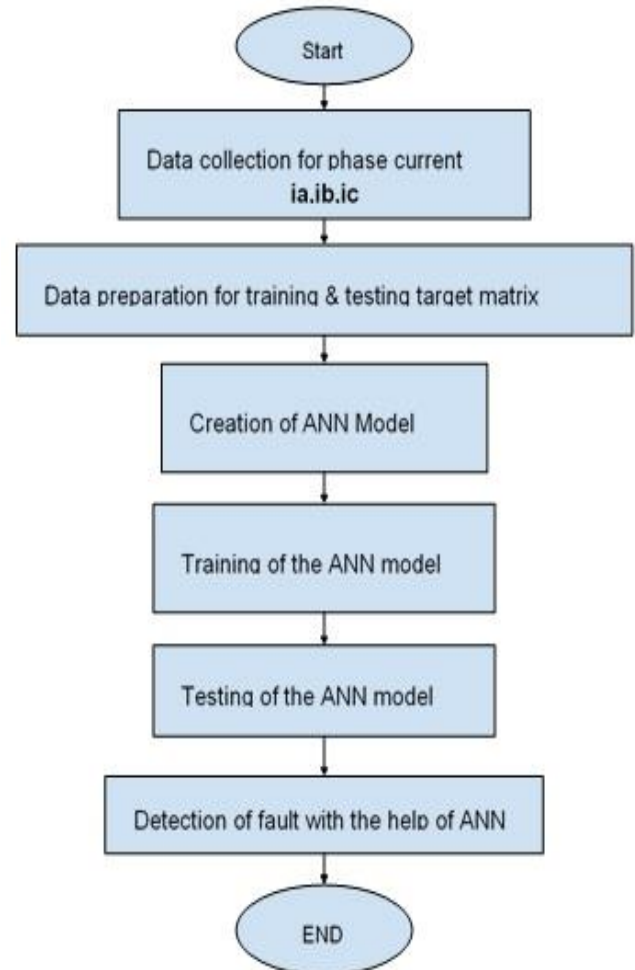 Start
Data collection for phase current
ia.ib.ic
Data preparation for training & testing target matrix
Creation of ANN Model
Training of the ANN model
Testing of the ANN model
Detection of fault with the help of ANN
END